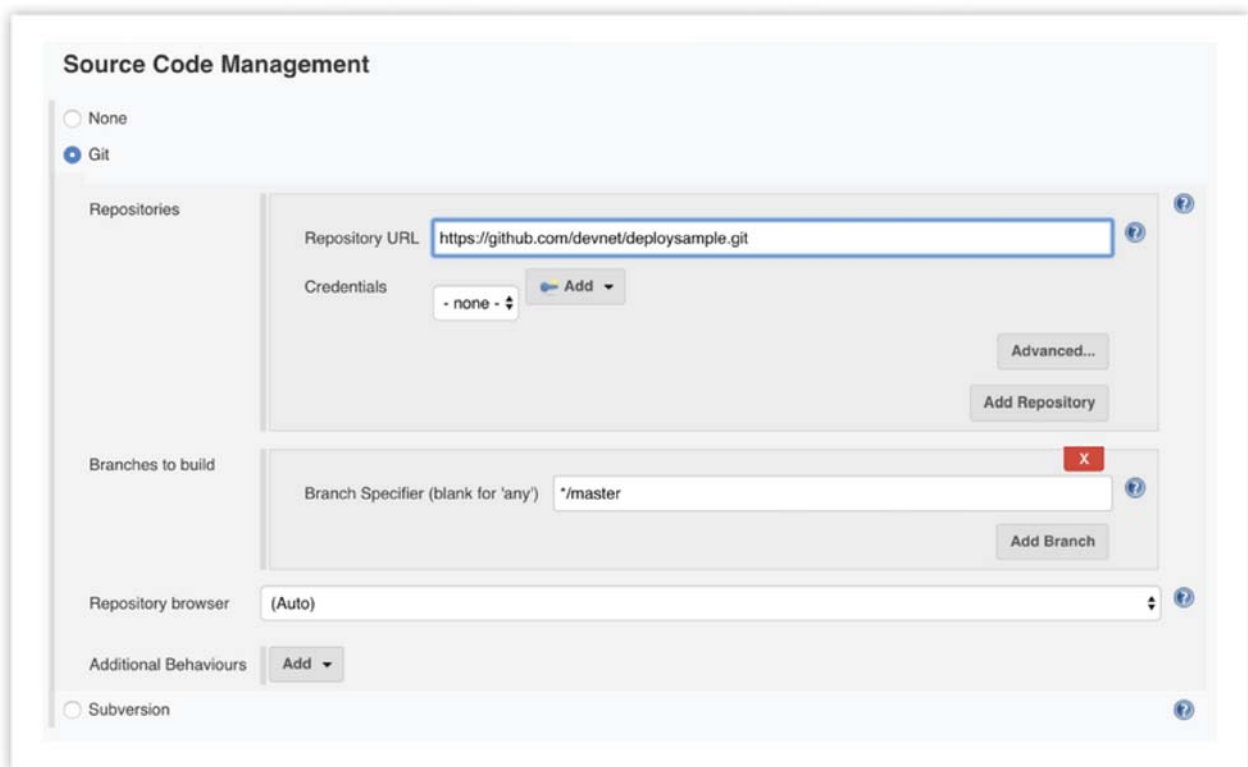 Source Code Management
None
Git
Repositories
Repository URL https://github.com/devnet/deploysample.git
Credentials - none - Add
Advanced...
Add Repository
Branches to build X
Branch Specifier (blank for 'any') */master
Add Branch
Repository browser (Auto)
Additional Behaviours Add
Subversion